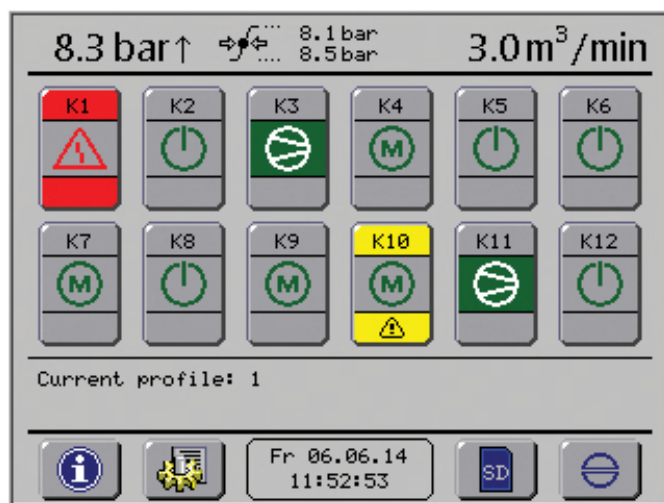 8.3 bar↑ 8.1 bar 3.0 m³/min
8.5 bar
K1 K2 K3 K4 K5 K6
M
K7 K8 K9 K10 K11 K12
M M M
Current profile: 1
Fr 06.06.14 SD
11:52:53